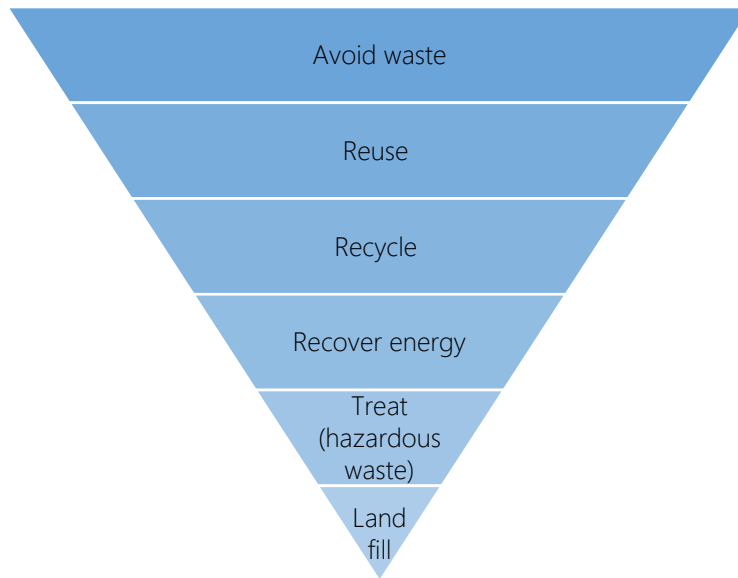 Avoid waste
Reuse
Recycle
Recover energy
Treat
(hazardous
waste)
Land
fill